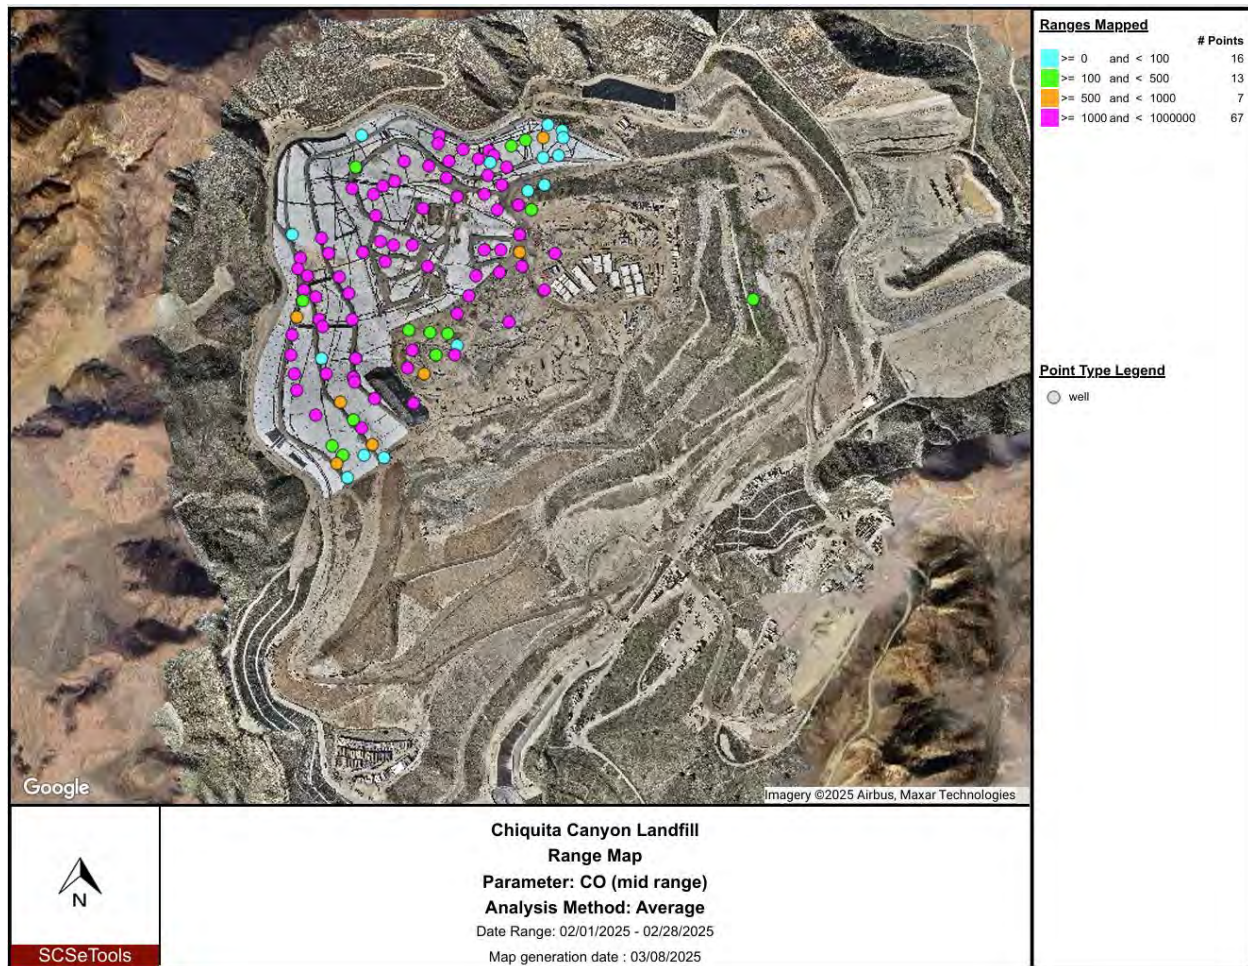 Ranges Mapped
# Points
>= 0 and < 100 16
>= 100 and < 500 13
>= 500 and < 1000 7
>= 1000 and < 1000000 67
Point Type Legend
well
Google
Imagery ©2025 Airbus, Maxar Technologies
N
SCSeTools
Chiquita Canyon Landfill
Range Map
Parameter: CO (mid range)
Analysis Method: Average
Date Range: 02/01/2025 - 02/28/2025
Map generation date : 03/08/2025